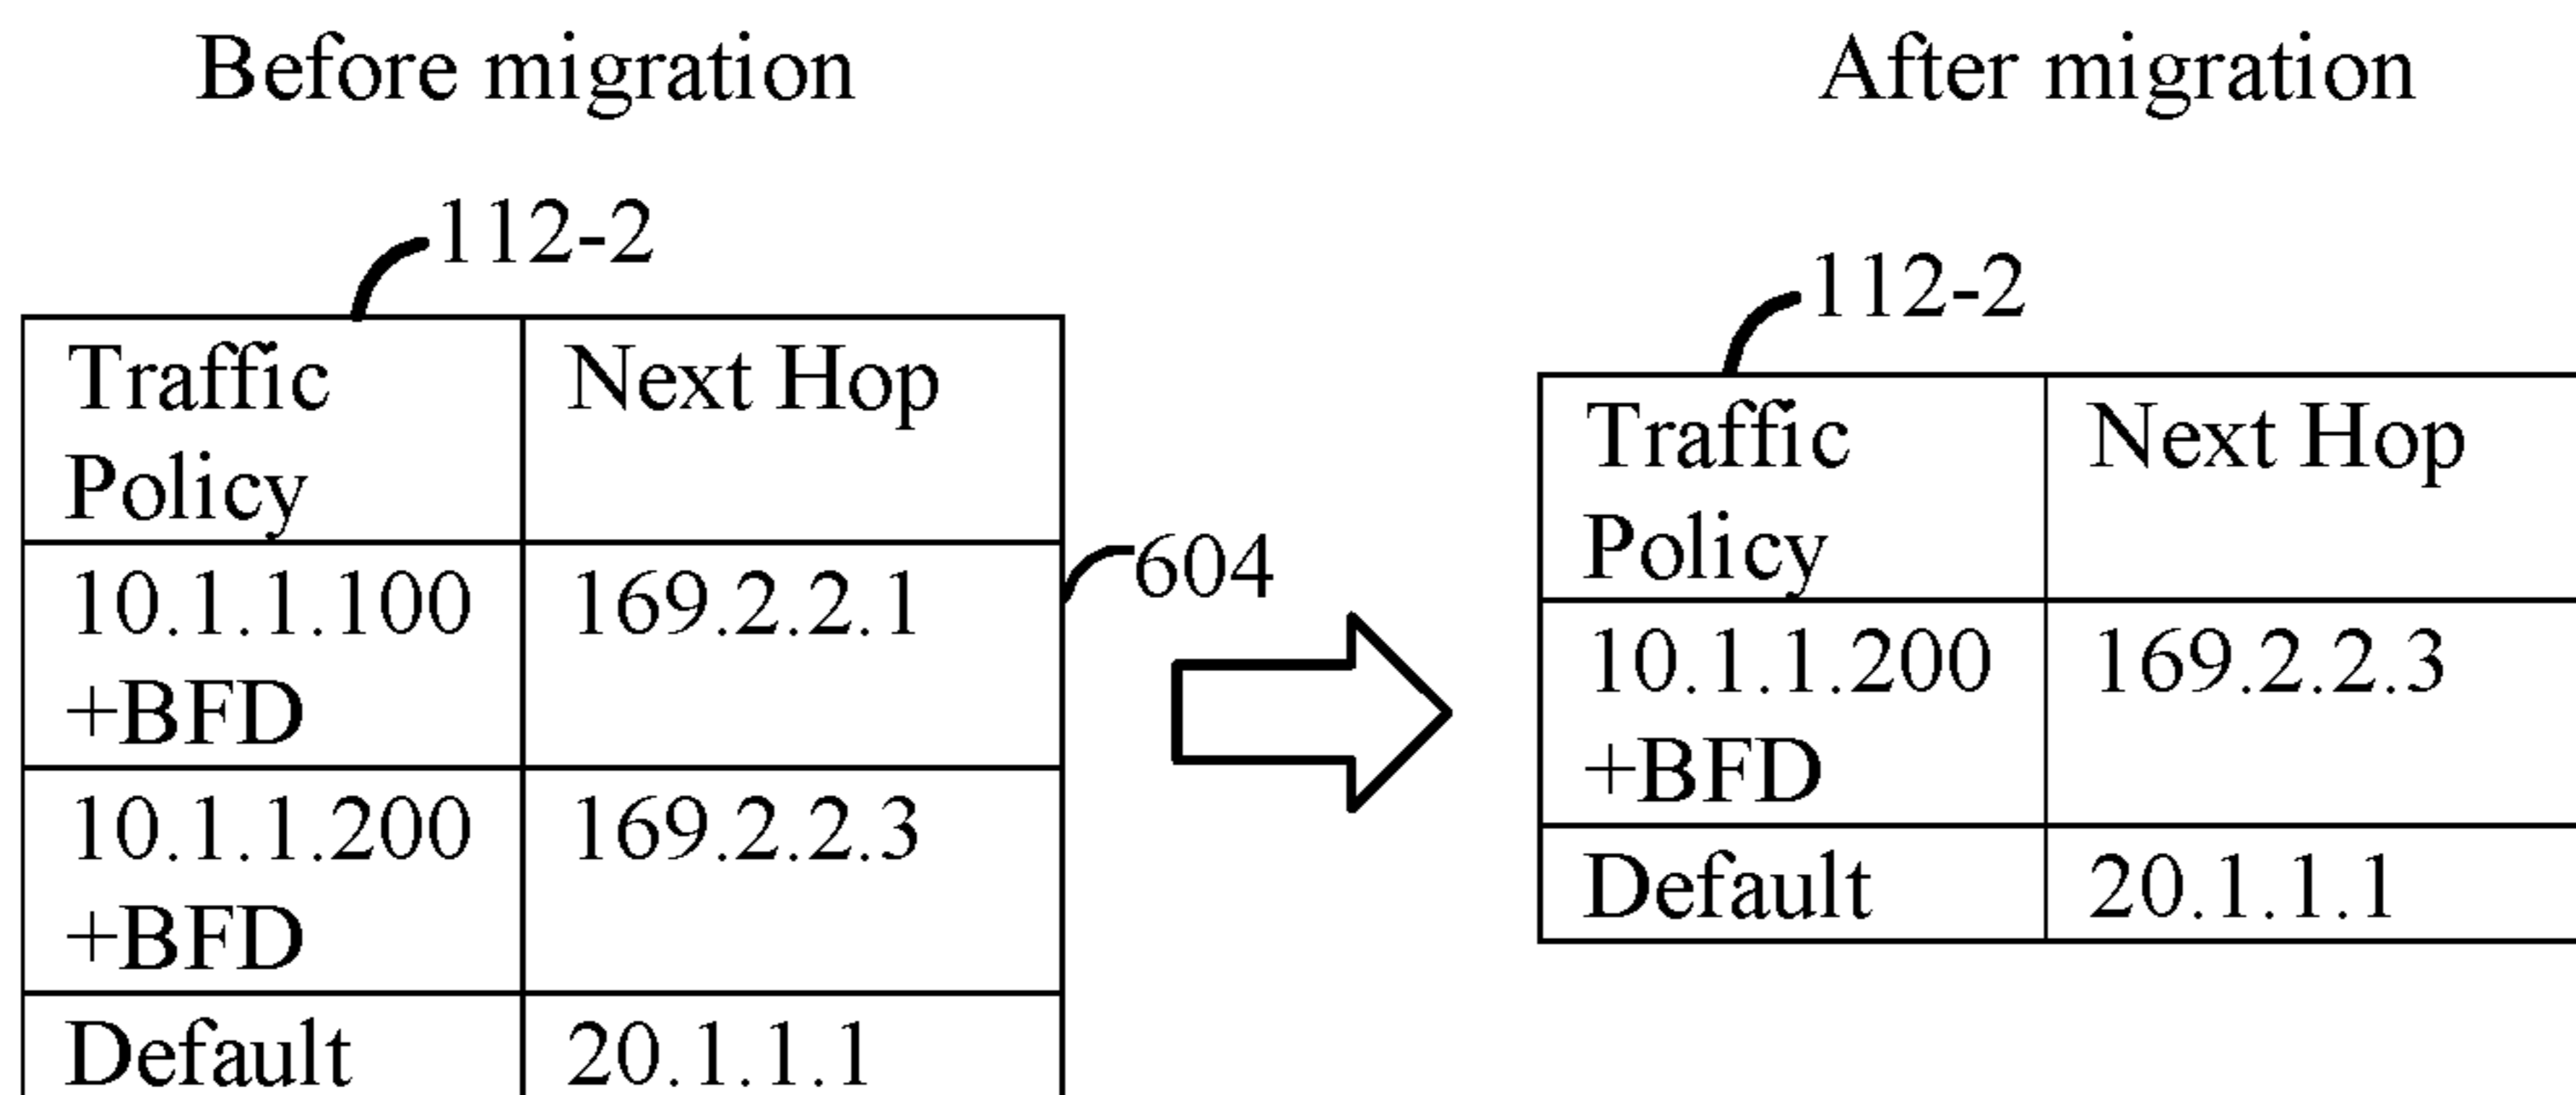 Before migration
112-2
Traffic Policy
Next Hop
10.1.1.100
+BFD
169.2.2.1
604
10.1.1.200
+BFD
169.2.2.3
Default
20.1.1.1
After migration
112-2
Traffic Policy
Next Hop
10.1.1.200
+BFD
169.2.2.3
Default
20.1.1.1